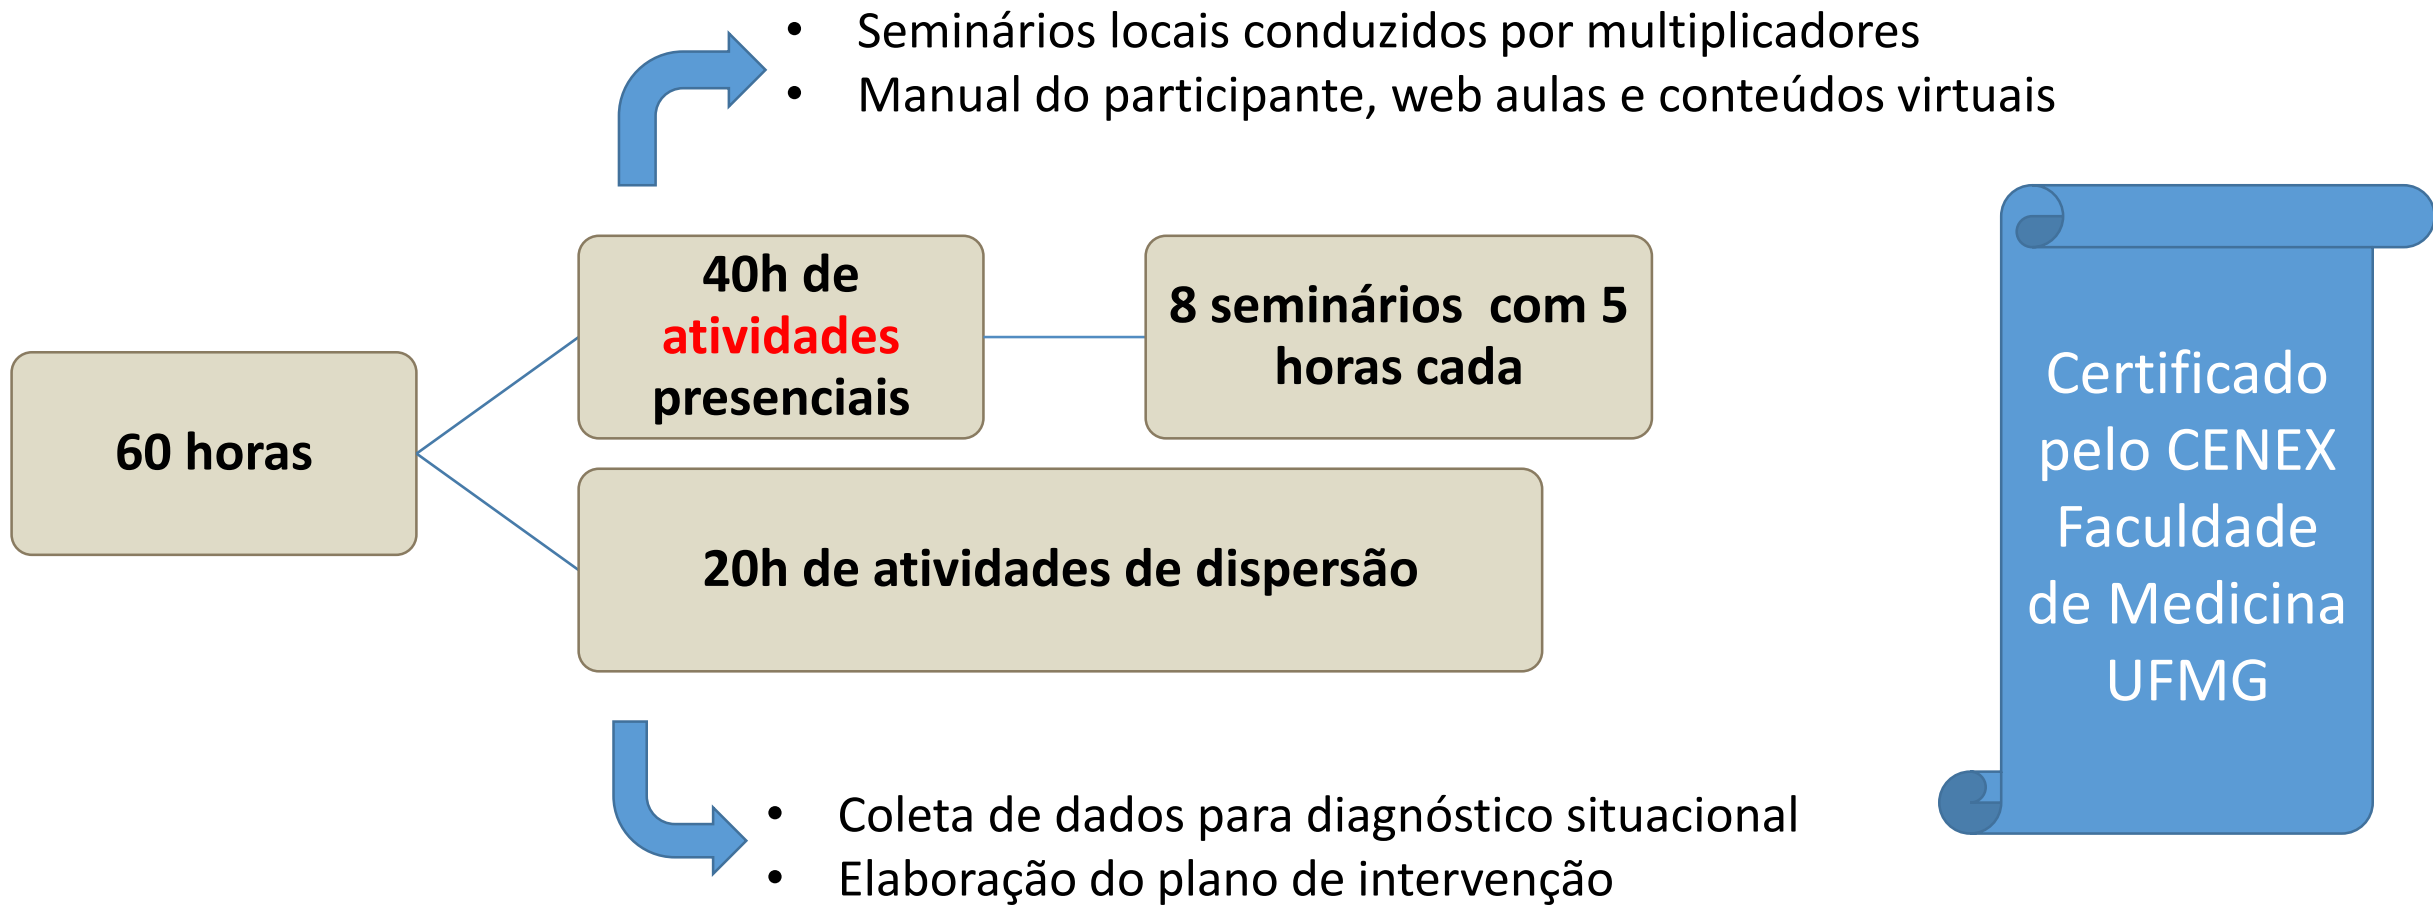 • Seminários locais conduzidos por multiplicadores
• Manual do participante, web aulas e conteúdos virtuais
60 horas
40h de
atividades
presenciais
8 seminários com 5
horas cada
20h de atividades de dispersão
• Coleta de dados para diagnóstico situacional
• Elaboração do plano de intervenção
Certificado
pelo CENEX
Faculdade
de Medicina
UFMG